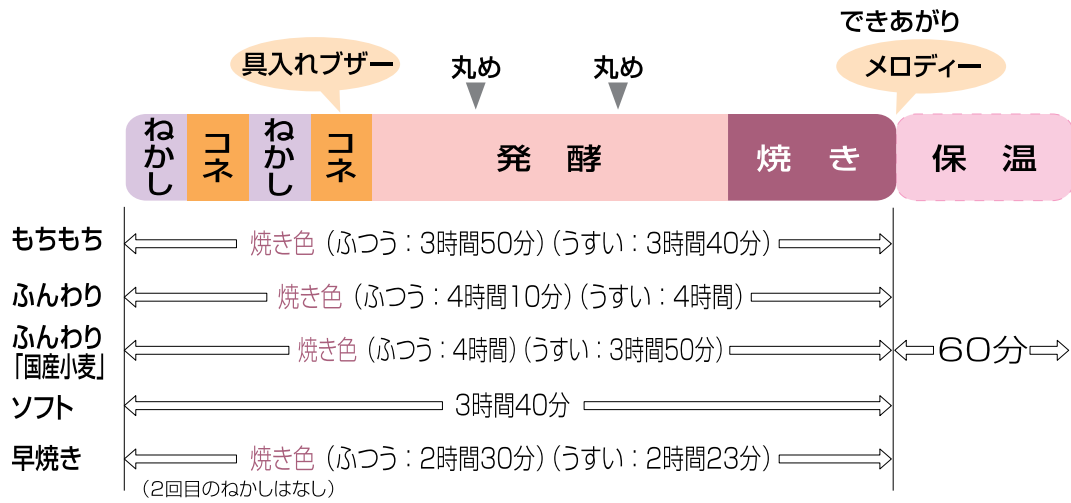 できあがり
具入れブザー
丸め
丸め
メロディー
ねかし
コネ
ねかし
コネ
発酵
焼き
保温
もちもち
焼き色（ふつう：3時間50分）（うすい：3時間40分）
ふんわり
焼き色（ふつう：4時間10分）（うすい：4時間）
ふんわり
「国産小麦」
焼き色（ふつう：4時間）（うすい：3時間50分）
60分
ソフト
3時間40分
早焼き
焼き色（ふつう：2時間30分）（うすい：2時間23分）
（2回目のねかしはなし）